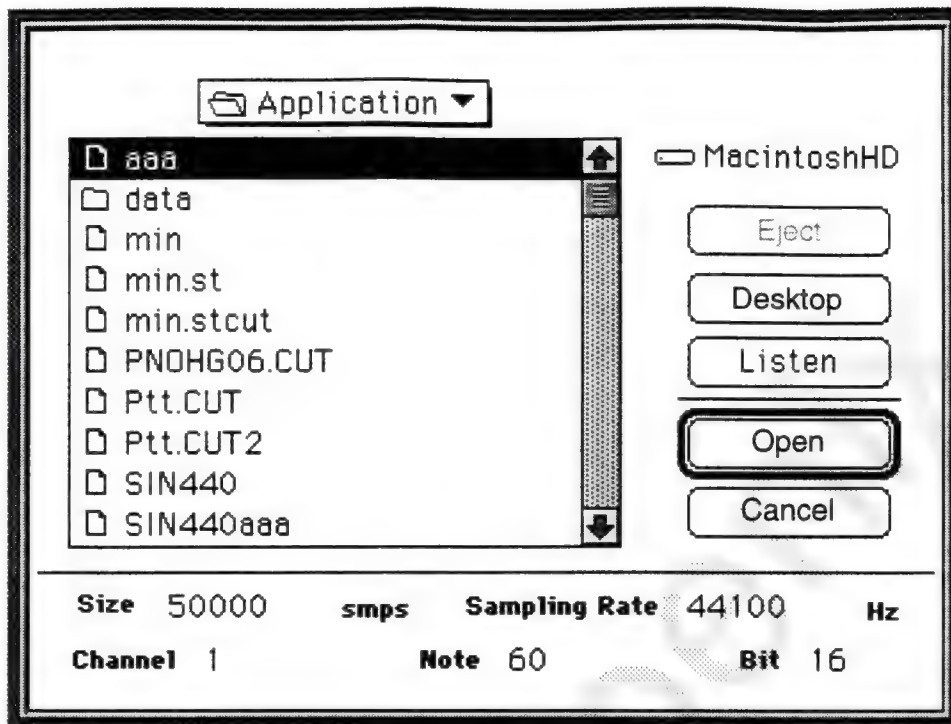 Application
aaa
data
min
min.st
min.stcut
PNOHG06.CUT
Ptt.CUT
Ptt.CUT2
SIN440
SIN440aaa
MacintoshHD
Eject
Desktop
Listen
Open
Cancel
Size 50000 smps Sampling Rate 44100 Hz
Channel 1 Note 60 Bit 16